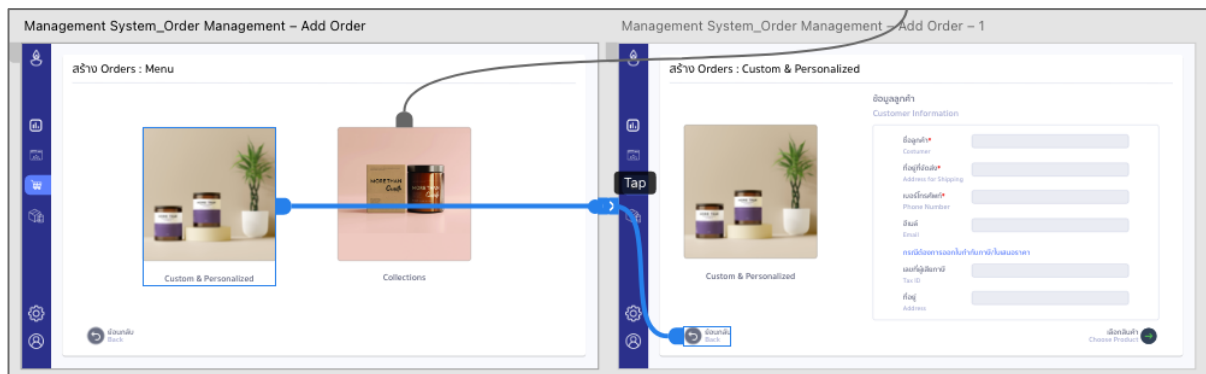 Management System_Order Management – Add Order
Management System_Order Management – Add Order – 1
สร้าง Orders : Menu
MORE THAN
Candle
Custom & Personalized
Collections
ย้อนกลับ
Back
สร้าง Orders : Custom & Personalized
Tap
Custom & Personalized
ย้อนกลับ
Back
ข้อมูลลูกค้า
Customer Information
ชื่อลูกค้า*
Costumer
ที่อยู่ที่จัดส่ง*
Address for Shipping
เบอร์โทรศัพท์*
Phone Number
อีเมล์
Email
กรณีต้องการออกใบกำกับภาษี/ใบเสนอราคา
เลขที่ผู้เสียภาษี
Tax ID
ที่อยู่
Address
เลือกสินค้า
Choose Product